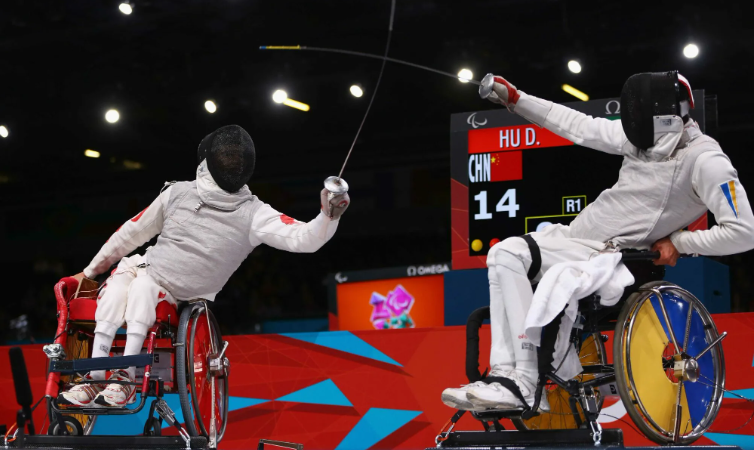 HU D.
CHN
14
R1
OMEGA